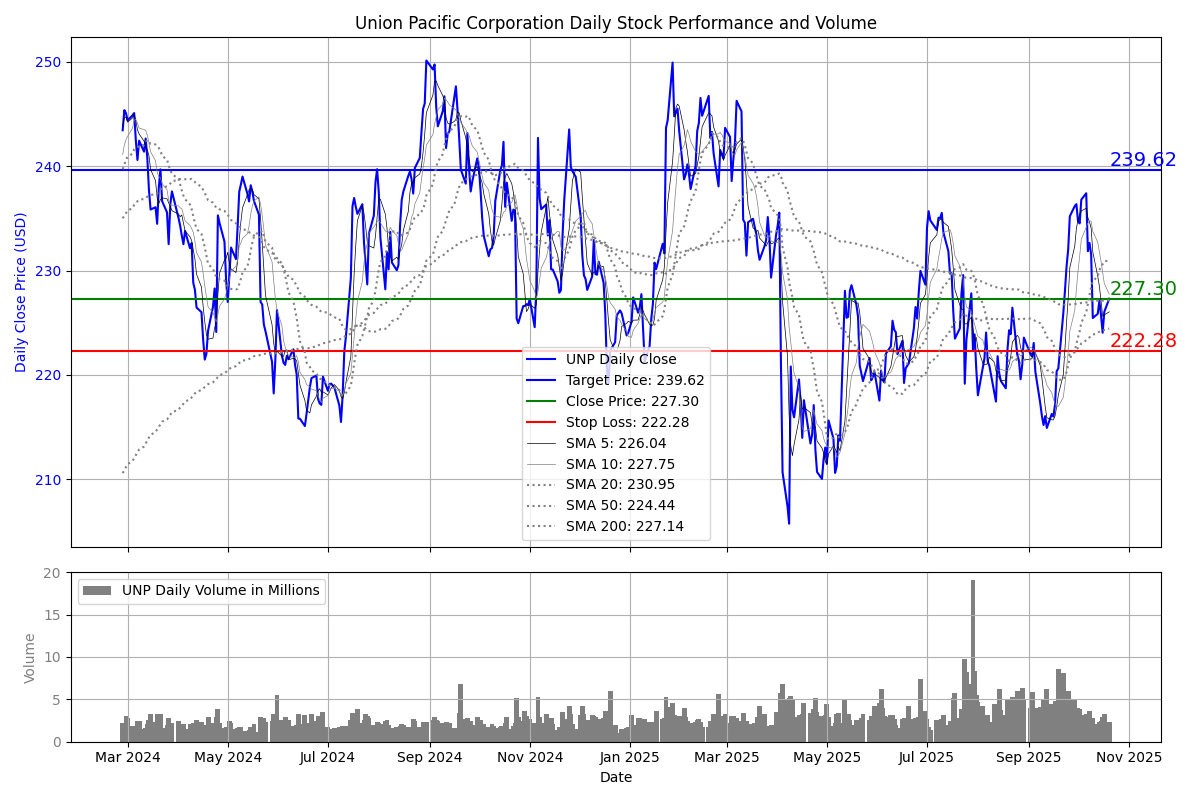 Union Pacific Corporation Daily Stock Performance and Volume
Daily Close Price (USD)
250
240
230
220
210
239.62
227.30
222.28
UNP Daily Close
Target Price: 239.62
Close Price: 227.30
Stop Loss: 222.28
SMA 5: 226.04
SMA 10: 227.75
SMA 20: 230.95
SMA 50: 224.44
SMA 200: 227.14
Volume
20
15
10
5
0
UNP Daily Volume in Millions
Mar 2024 May 2024 Jul 2024 Sep 2024 Nov 2024 Jan 2025 Mar 2025 May 2025 Jul 2025 Sep 2025 Nov 2025
Date